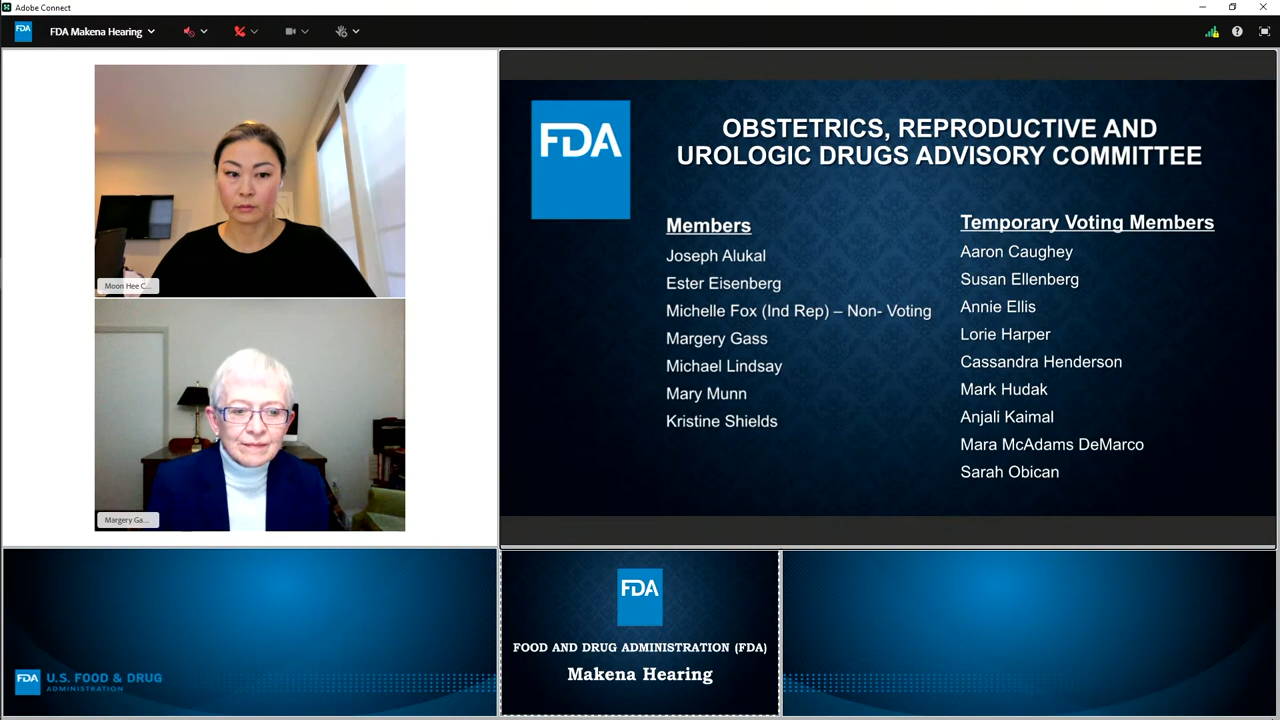 Adobe Connect
FDA
FDA Makena Hearing
Moon Hee C...
Margery Ga...
FDA
OBSTETRICS, REPRODUCTIVE AND
UROLOGIC DRUGS ADVISORY COMMITTEE
Members
Joseph Alukal
Ester Eisenberg
Michelle Fox (Ind Rep) – Non- Voting
Margery Gass
Michael Lindsay
Mary Munn
Kristine Shields
Temporary Voting Members
Aaron Caughey
Susan Ellenberg
Annie Ellis
Lorie Harper
Cassandra Henderson
Mark Hudak
Anjali Kaimal
Mara McAdams DeMarco
Sarah Obican
FDA
U.S. FOOD & DRUG
ADMINISTRATION
FDA
FOOD AND DRUG ADMINISTRATION (FDA)
Makena Hearing